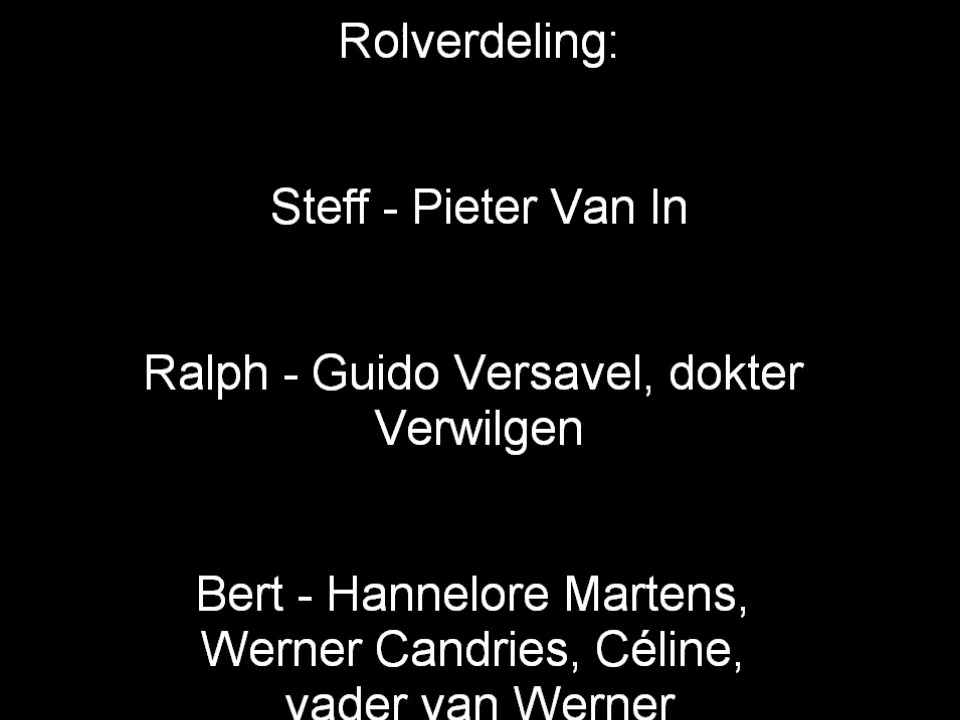 Rolverdeling:
Steff - Pieter Van In
Ralph - Guido Versavel, dokter
Verwilgen
Bert - Hannelore Martens,
Werner Candries, Céline,
vader van Werner